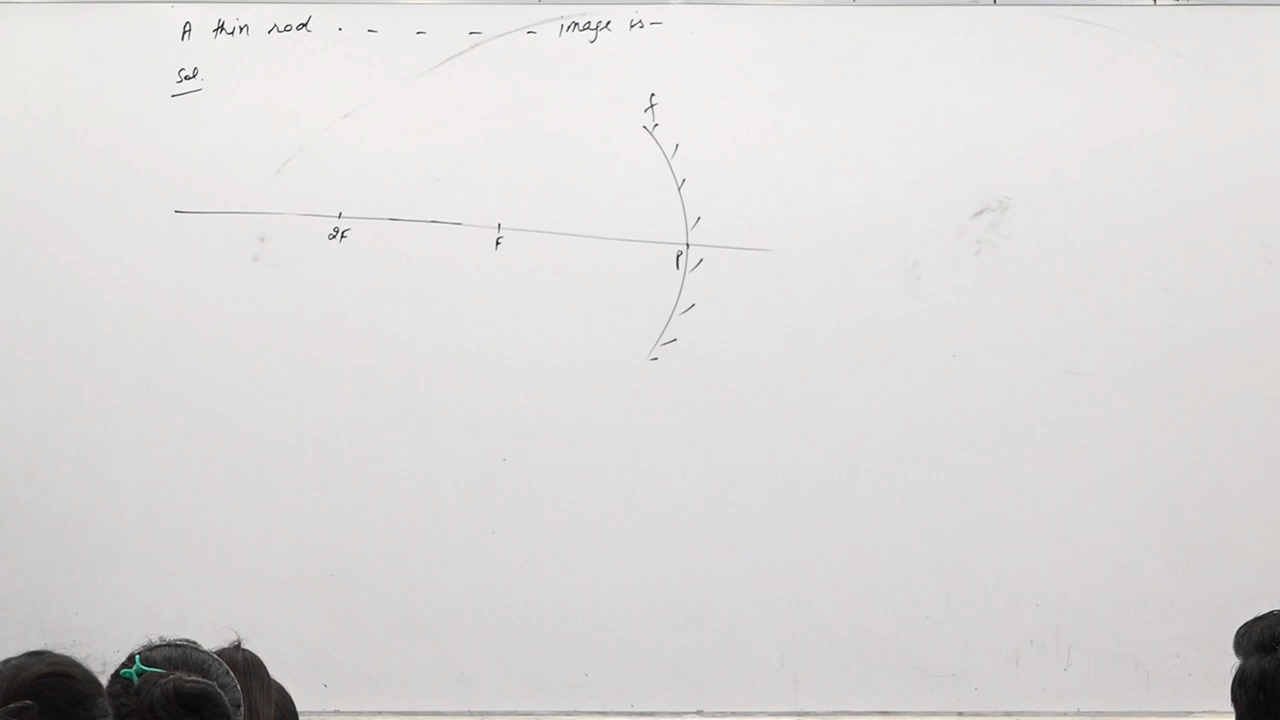 A thin rod . - - - - image is-
Sol.
f
2F
F
P